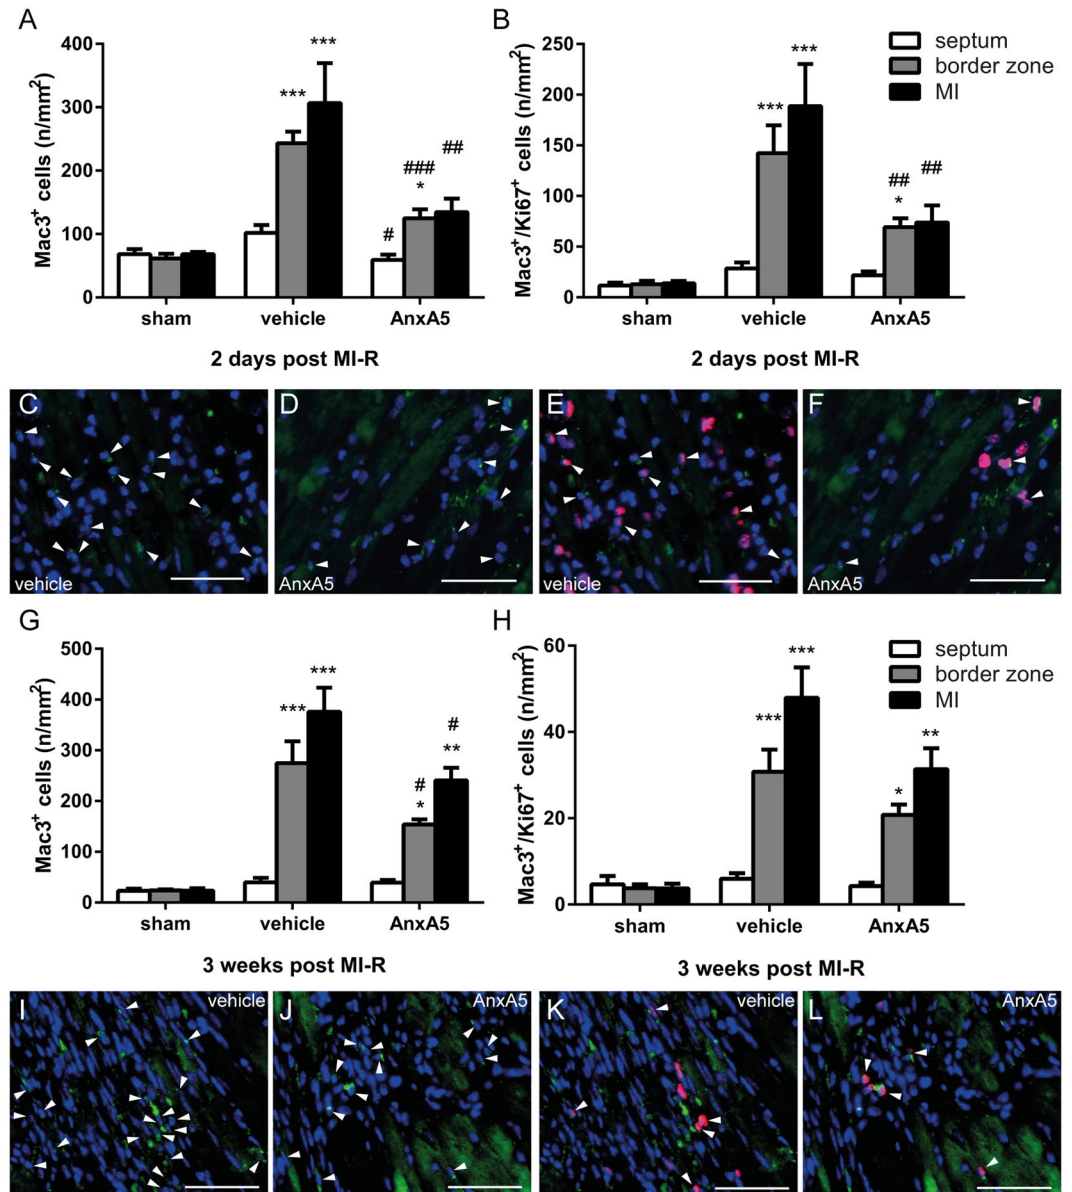 A
B
400
300
200
100
0
Mac3+ cells (n/mm2)
***
***
#
###
*
##
sham
vehicle
AnxA5
2 days post MI-R
250
200
150
100
50
0
Mac3+/Ki67+ cells (n/mm2)
***
***
##
*
##
sham
vehicle
AnxA5
2 days post MI-R
septum
border zone
MI
C
vehicle
D
AnxA5
E
vehicle
F
AnxA5
G
H
500
400
300
200
100
0
Mac3+ cells (n/mm2)
***
***
#
*
#
**
sham
vehicle
AnxA5
3 weeks post MI-R
60
40
20
0
Mac3+/Ki67+ cells (n/mm2)
***
***
*
**
sham
vehicle
AnxA5
3 weeks post MI-R
septum
border zone
MI
I
vehicle
J
AnxA5
K
vehicle
L
AnxA5